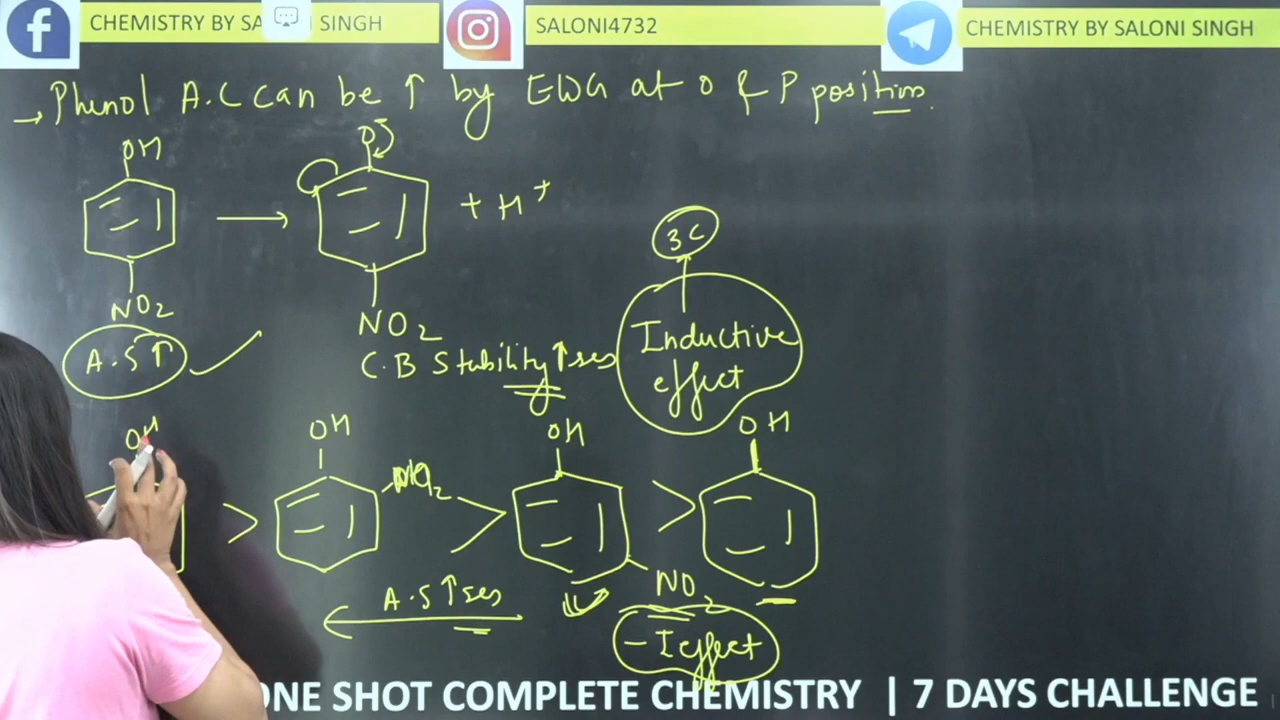 CHEMISTRY BY SA SINGH
SALONI4732
CHEMISTRY BY SALONI SINGH
→ Phenol A.C can be ↑ by EWG at O & P position.
OH
O
+ H+
NO2
NO2
A.S ↑
C.B Stability ↑ses
3C
Inductive
effect
OH
OH
OH
OH
>
NO2
>
>
NO2
A.S ↑ses
- I effect
ONE SHOT COMPLETE CHEMISTRY | 7 DAYS CHALLENGE